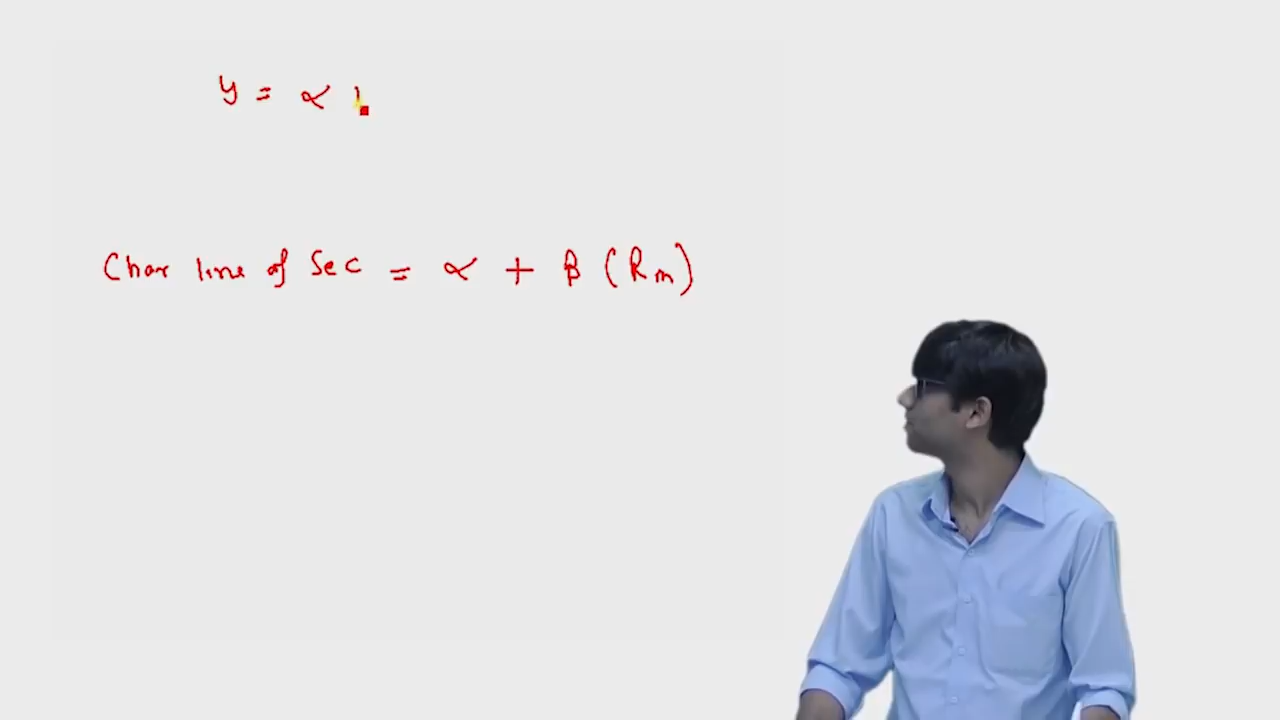 y = α
Char line of Sec = α + B (Rm)